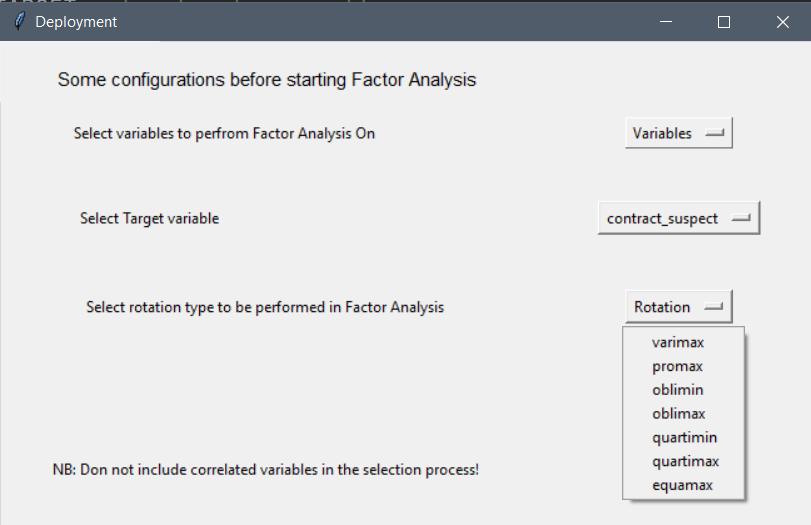 Deployment
Some configurations before starting Factor Analysis
Select variables to perfrom Factor Analysis On
Variables
Select Target variable
contract_suspect
Select rotation type to be performed in Factor Analysis
Rotation
varimax
promax
oblimin
oblimax
quartimin
quartimax
equamax
NB: Don not include correlated variables in the selection process!